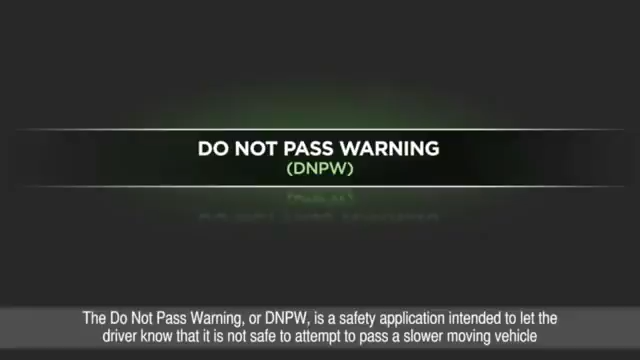 DO NOT PASS WARNING
(DNPW)
The Do Not Pass Warning, or DNPW, is a safety application intended to let the
driver know that it is not safe to attempt to pass a slower moving vehicle